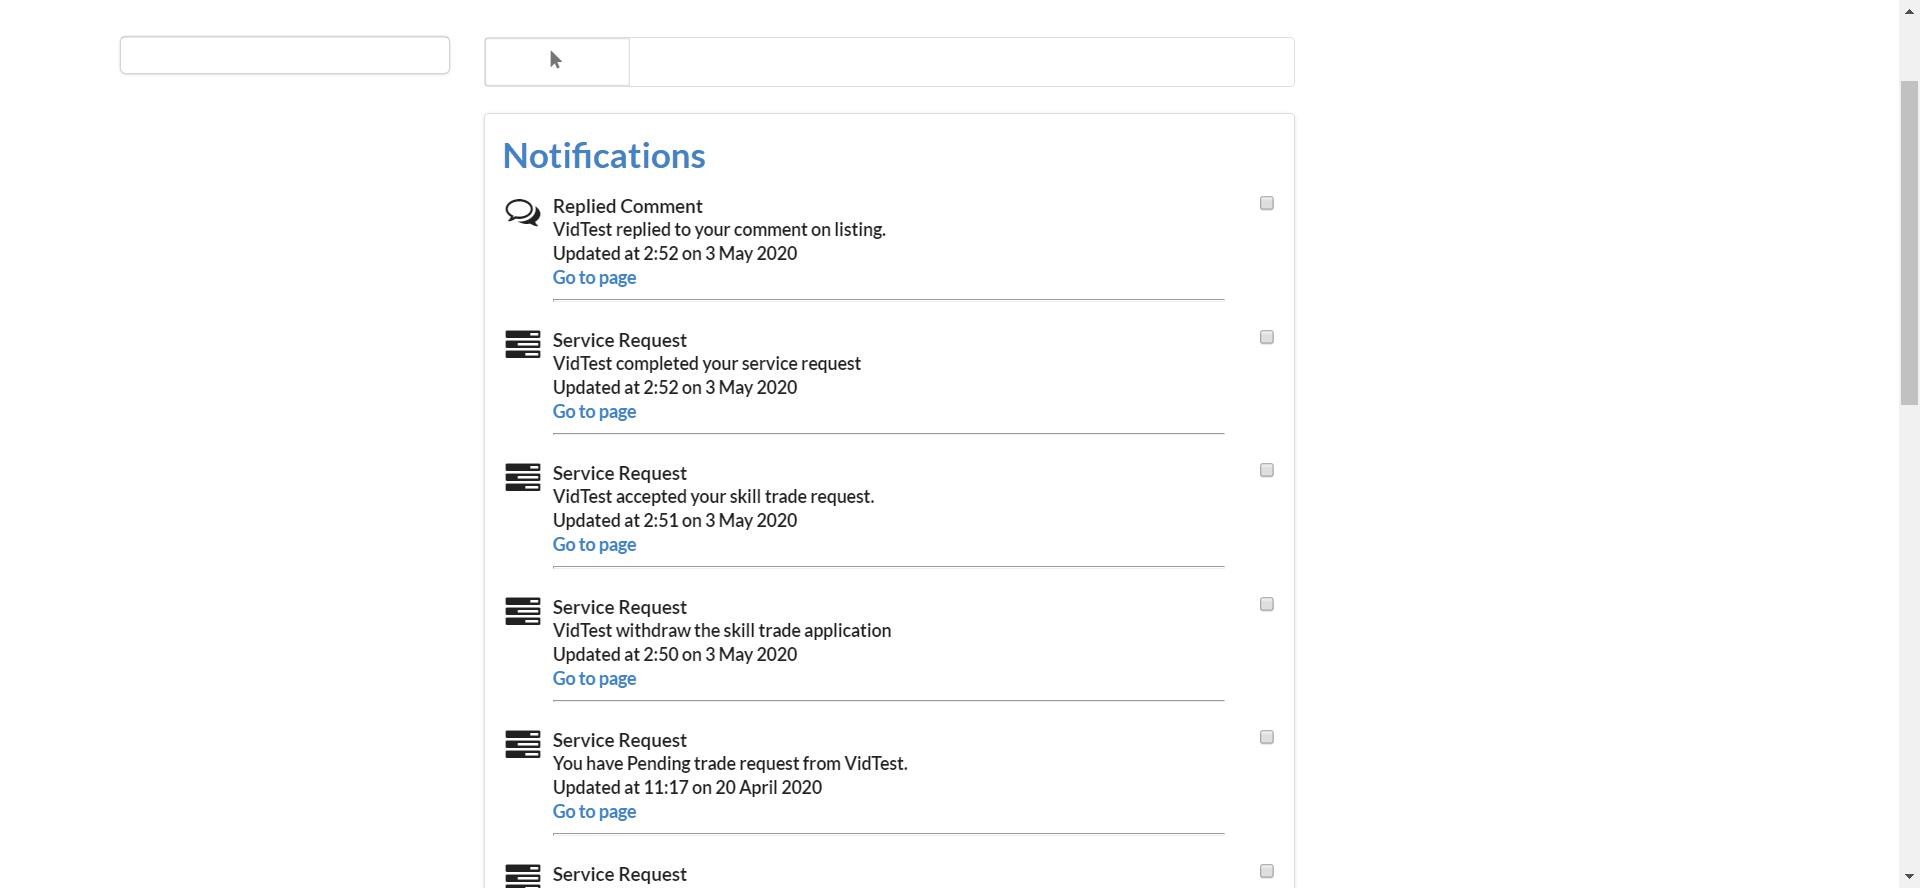 Notifications
Replied Comment
VidTest replied to your comment on listing.
Updated at 2:52 on 3 May 2020
Go to page
Service Request
VidTest completed your service request
Updated at 2:52 on 3 May 2020
Go to page
Service Request
VidTest accepted your skill trade request.
Updated at 2:51 on 3 May 2020
Go to page
Service Request
VidTest withdraw the skill trade application
Updated at 2:50 on 3 May 2020
Go to page
Service Request
You have Pending trade request from VidTest.
Updated at 11:17 on 20 April 2020
Go to page
Service Request